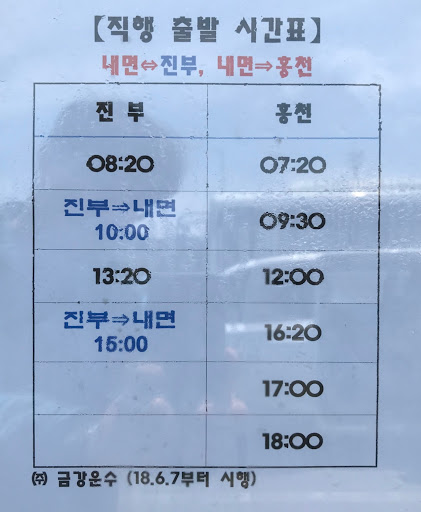 【직행 출발 시간표】
내면⇔진부, 내면⇒홍천
진 부 홍천
08:20 07:20
진부⇒내면
10:00 09:30
13:20 12:00
진부⇒내면
15:00 16:20
17:00
18:00
㈜ 금강운수 (18.6.7부터 시행)